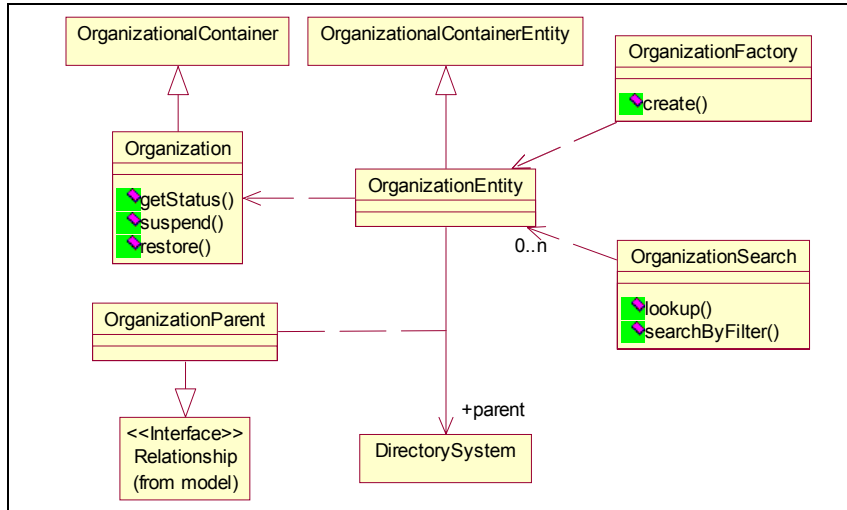 OrganizationalContainer
OrganizationalContainerEntity
OrganizationFactory
create()
Organization
getStatus()
suspend()
restore()
OrganizationEntity
0..n
OrganizationSearch
lookup()
searchByFilter()
OrganizationParent
+parent
<<Interface>>
Relationship
(from model)
DirectorySystem